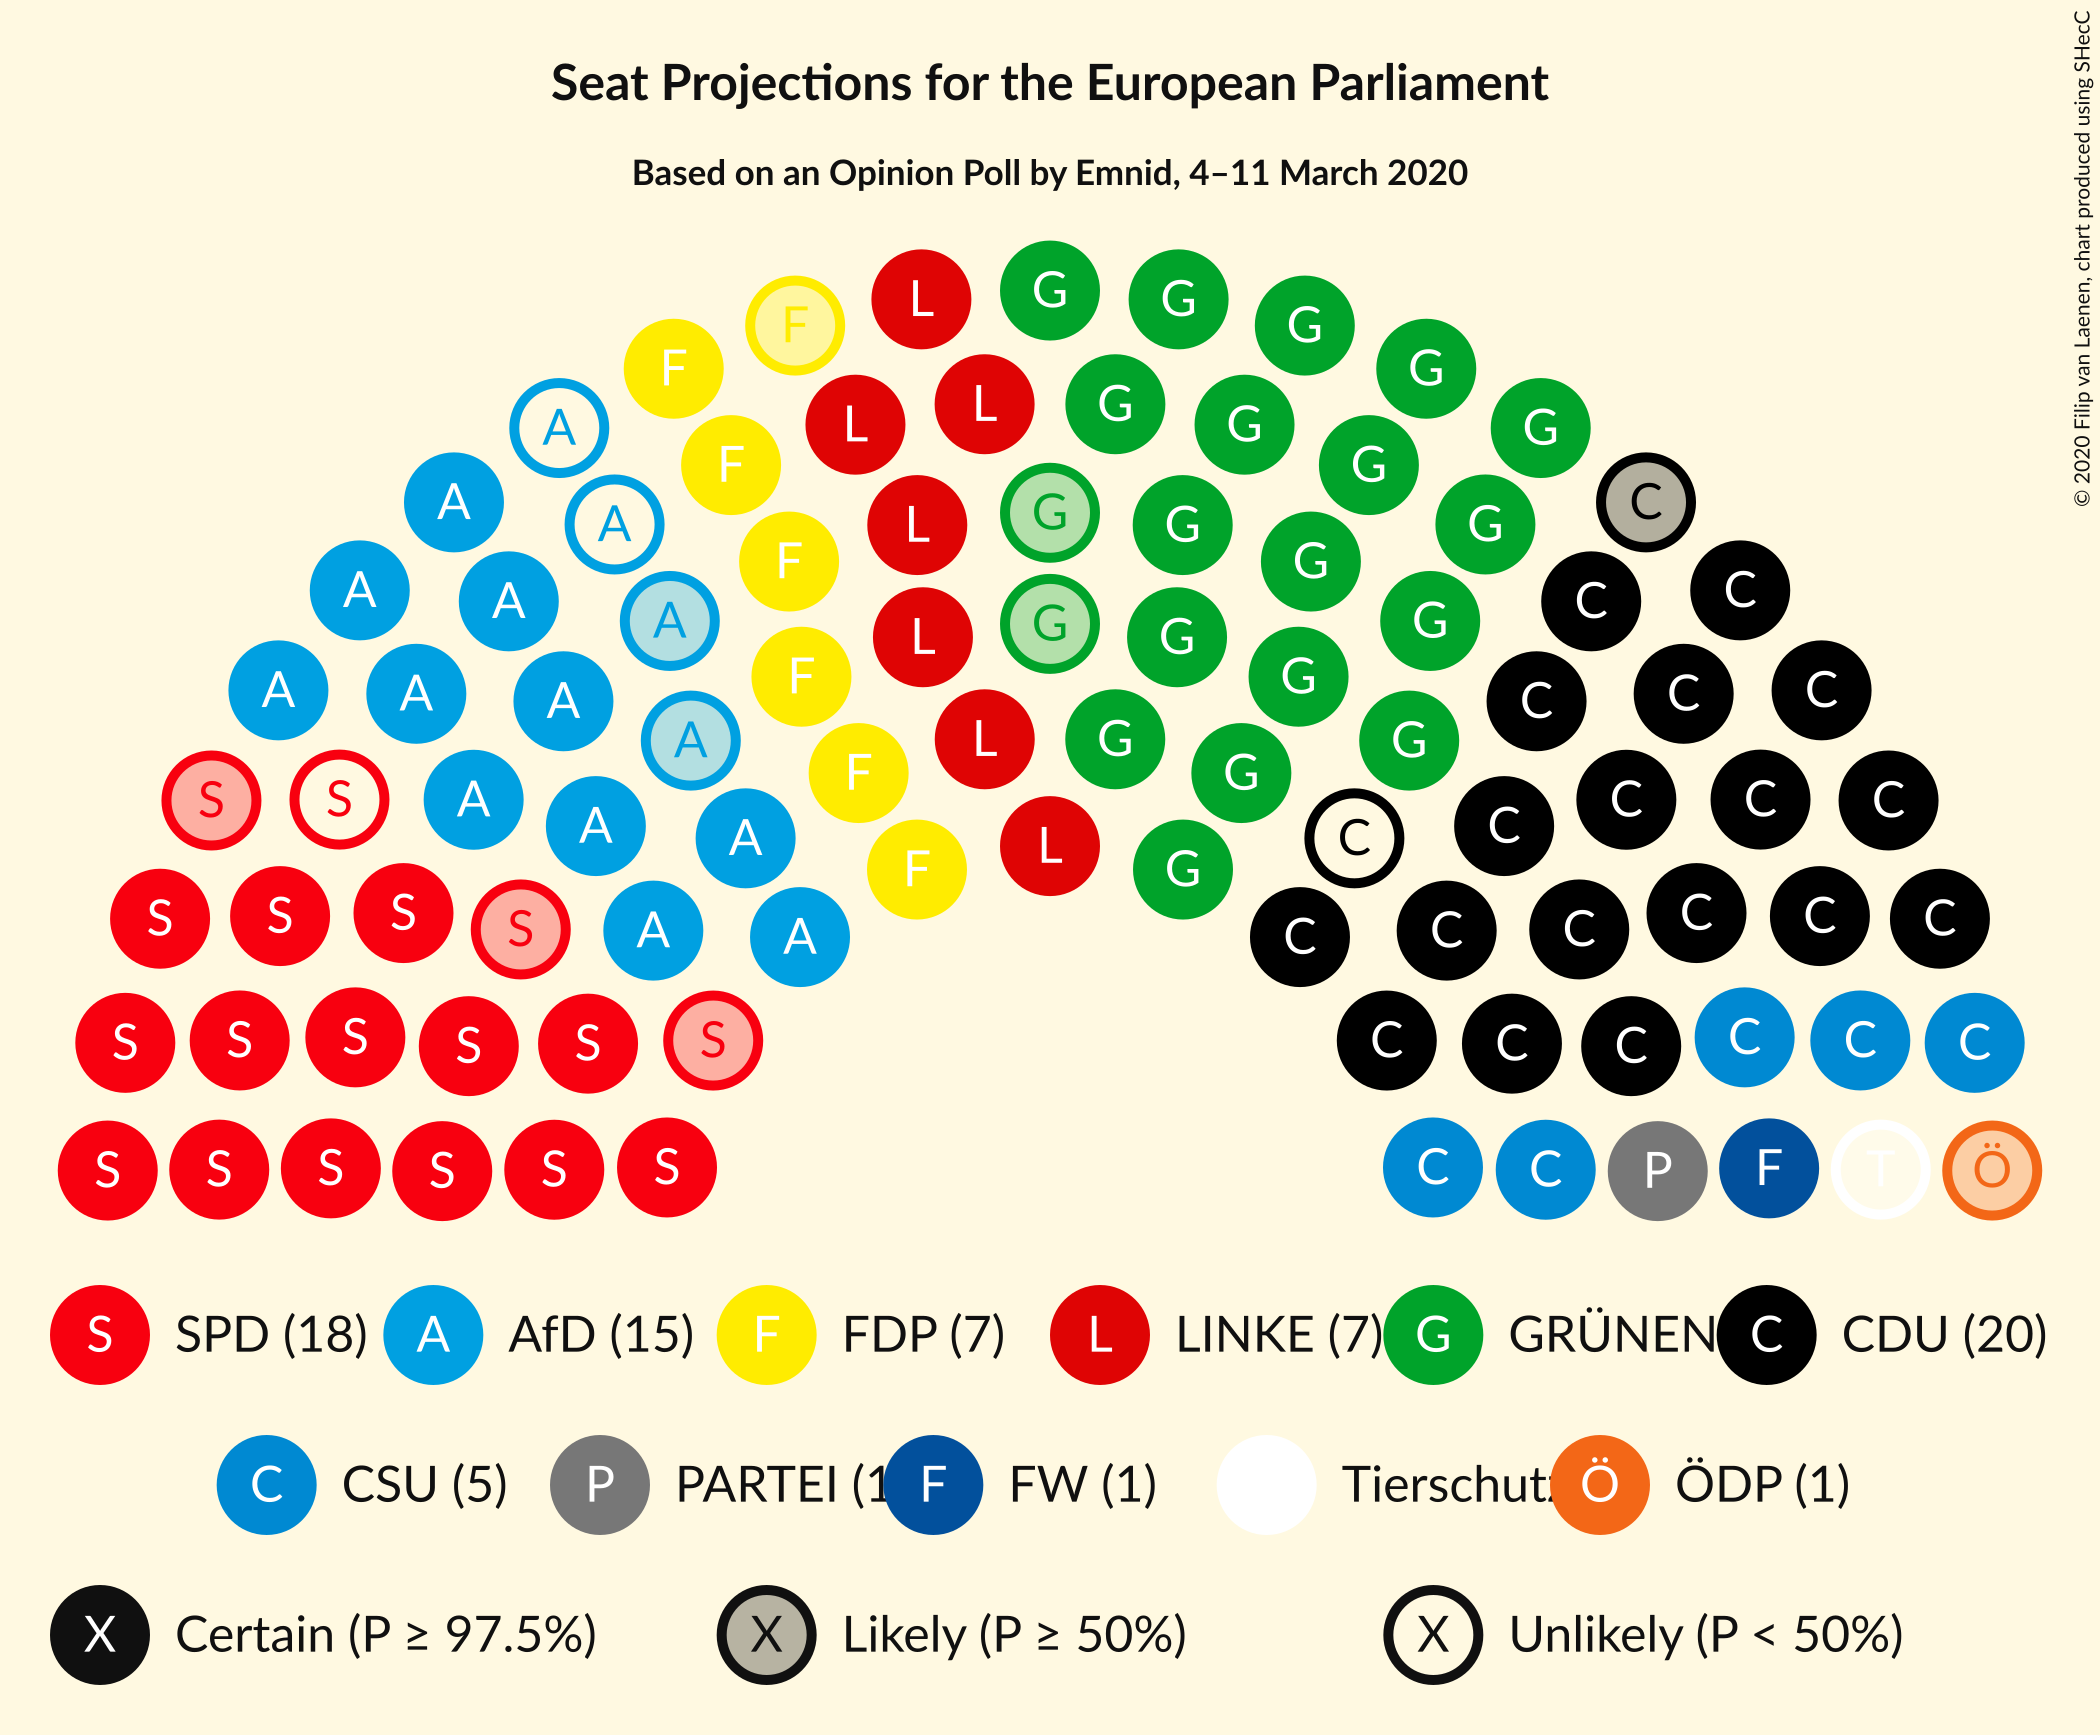 Seat Projections for the European Parliament
Based on an Opinion Poll by Emnid, 4–11 March 2020
© 2020 Filip van Laenen, chart produced using SHecC
G
L G
F G
F G
L L G G
A G
F G
A C
G
L G
A F G
A C
A C
A F G
A G
L G
F G
A C
A A C C
L G
A G
F G
S S A C C C
A C
A C
L
F G
S S S C C C
S A C C
A C
S S S C C C
S S S C C C
S S S S S S C C P F T Ö
S SPD (18) A AfD (15) F FDP (7) L LINKE (7) G GRÜNEN C CDU (20)
C CSU (5) P PARTEI (1 F FW (1) Tierschutz Ö ÖDP (1)
X Certain (P ≥ 97.5%) X Likely (P ≥ 50%) X Unlikely (P < 50%)